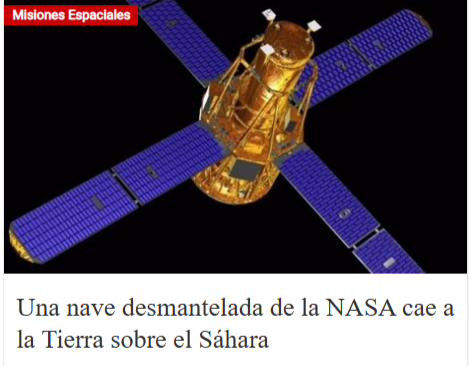 Misiones Espaciales
Una nave desmantelada de la NASA cae a
la Tierra sobre el Sáhara